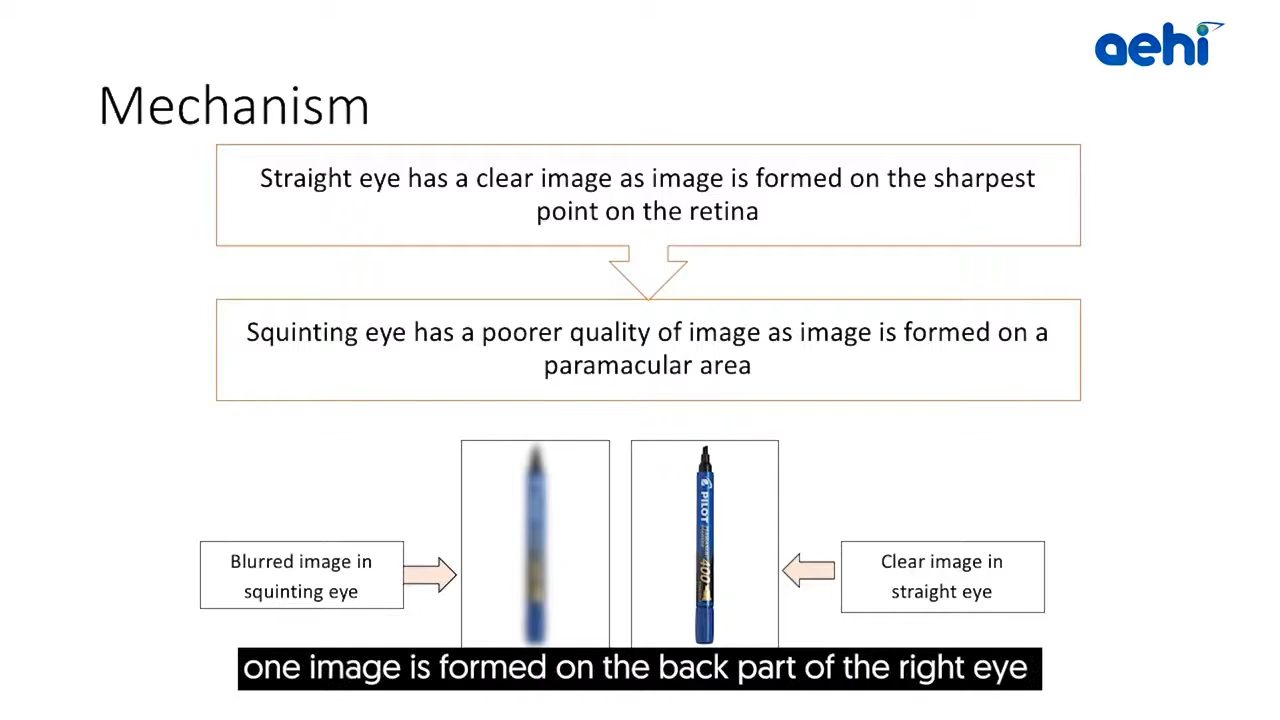 aehi
Mechanism
Straight eye has a clear image as image is formed on the sharpest
point on the retina
Squinting eye has a poorer quality of image as image is formed on a
paramacular area
Blurred image in
squinting eye
PILOT
400
Clear image in
straight eye
one image is formed on the back part of the right eye